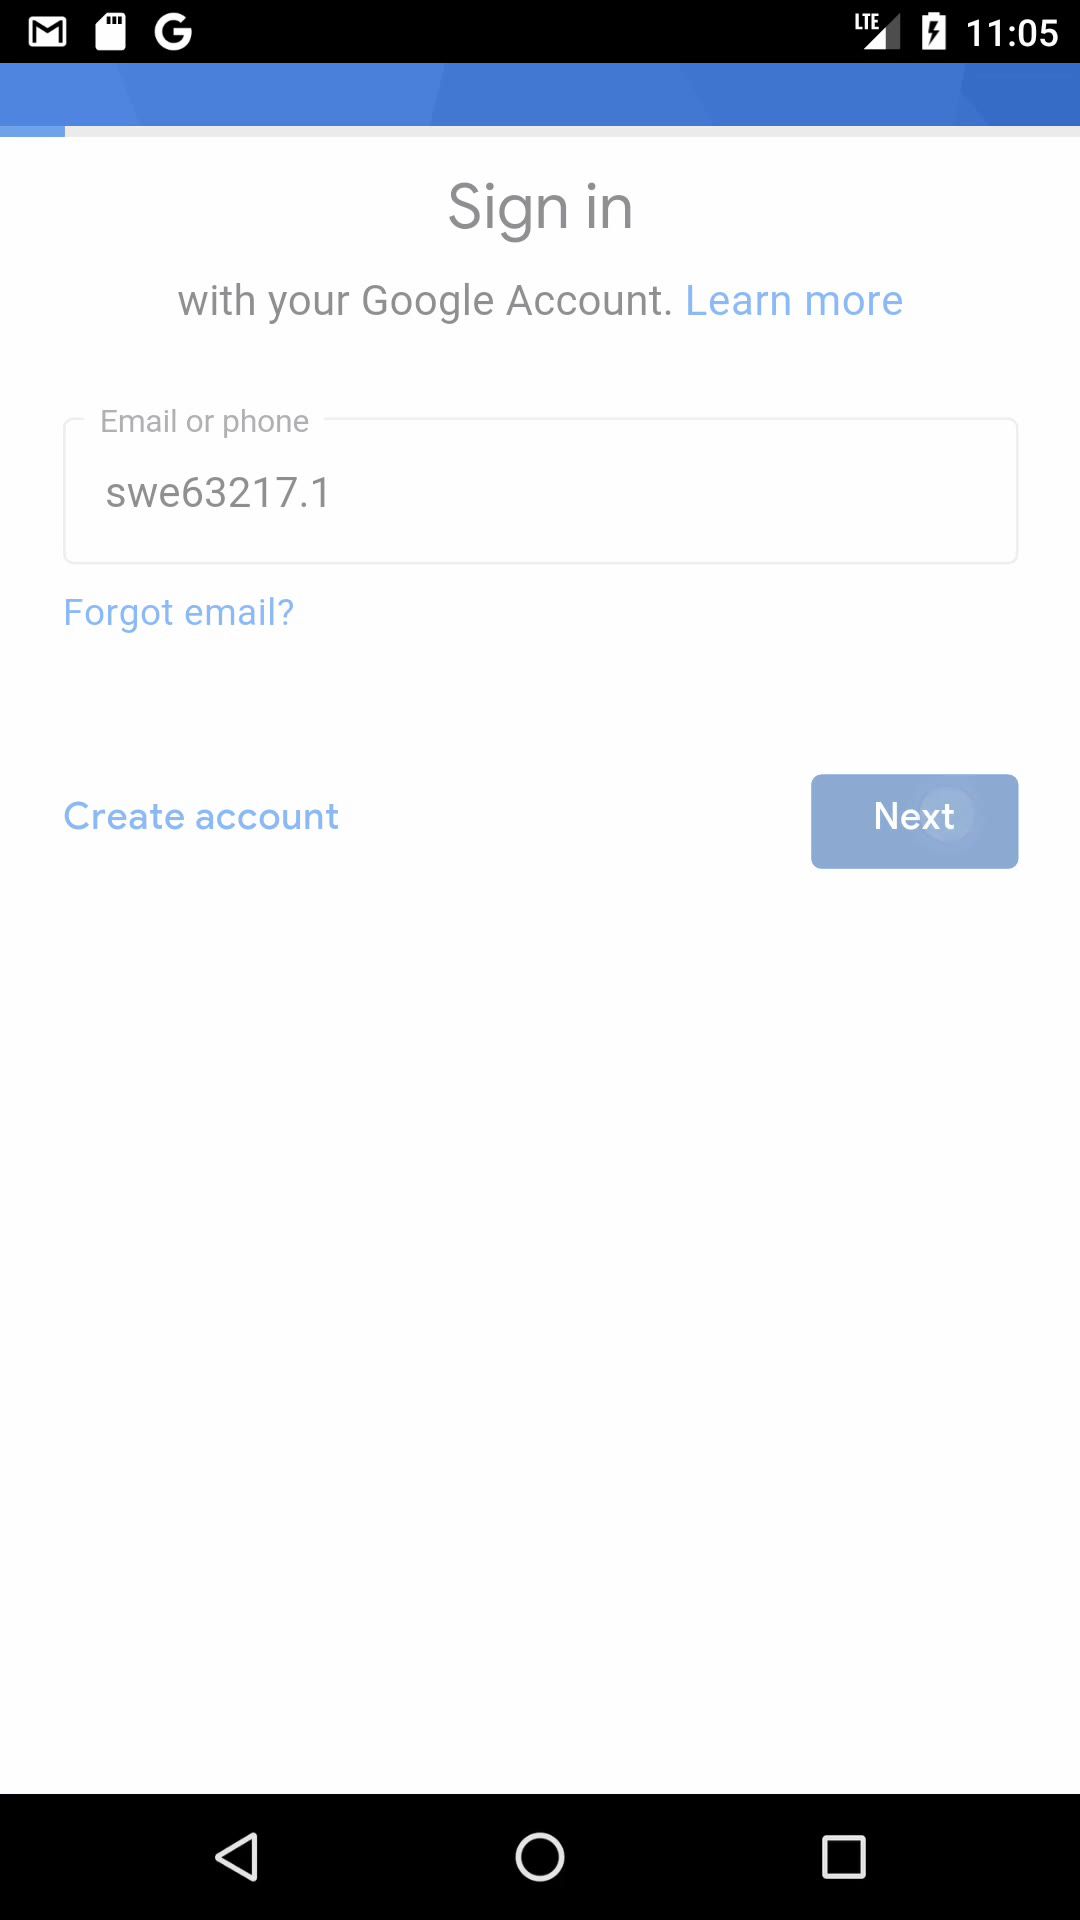 LTE 11:05
Sign in
with your Google Account. Learn more
Email or phone
swe63217.1
Forgot email?
Create account
Next